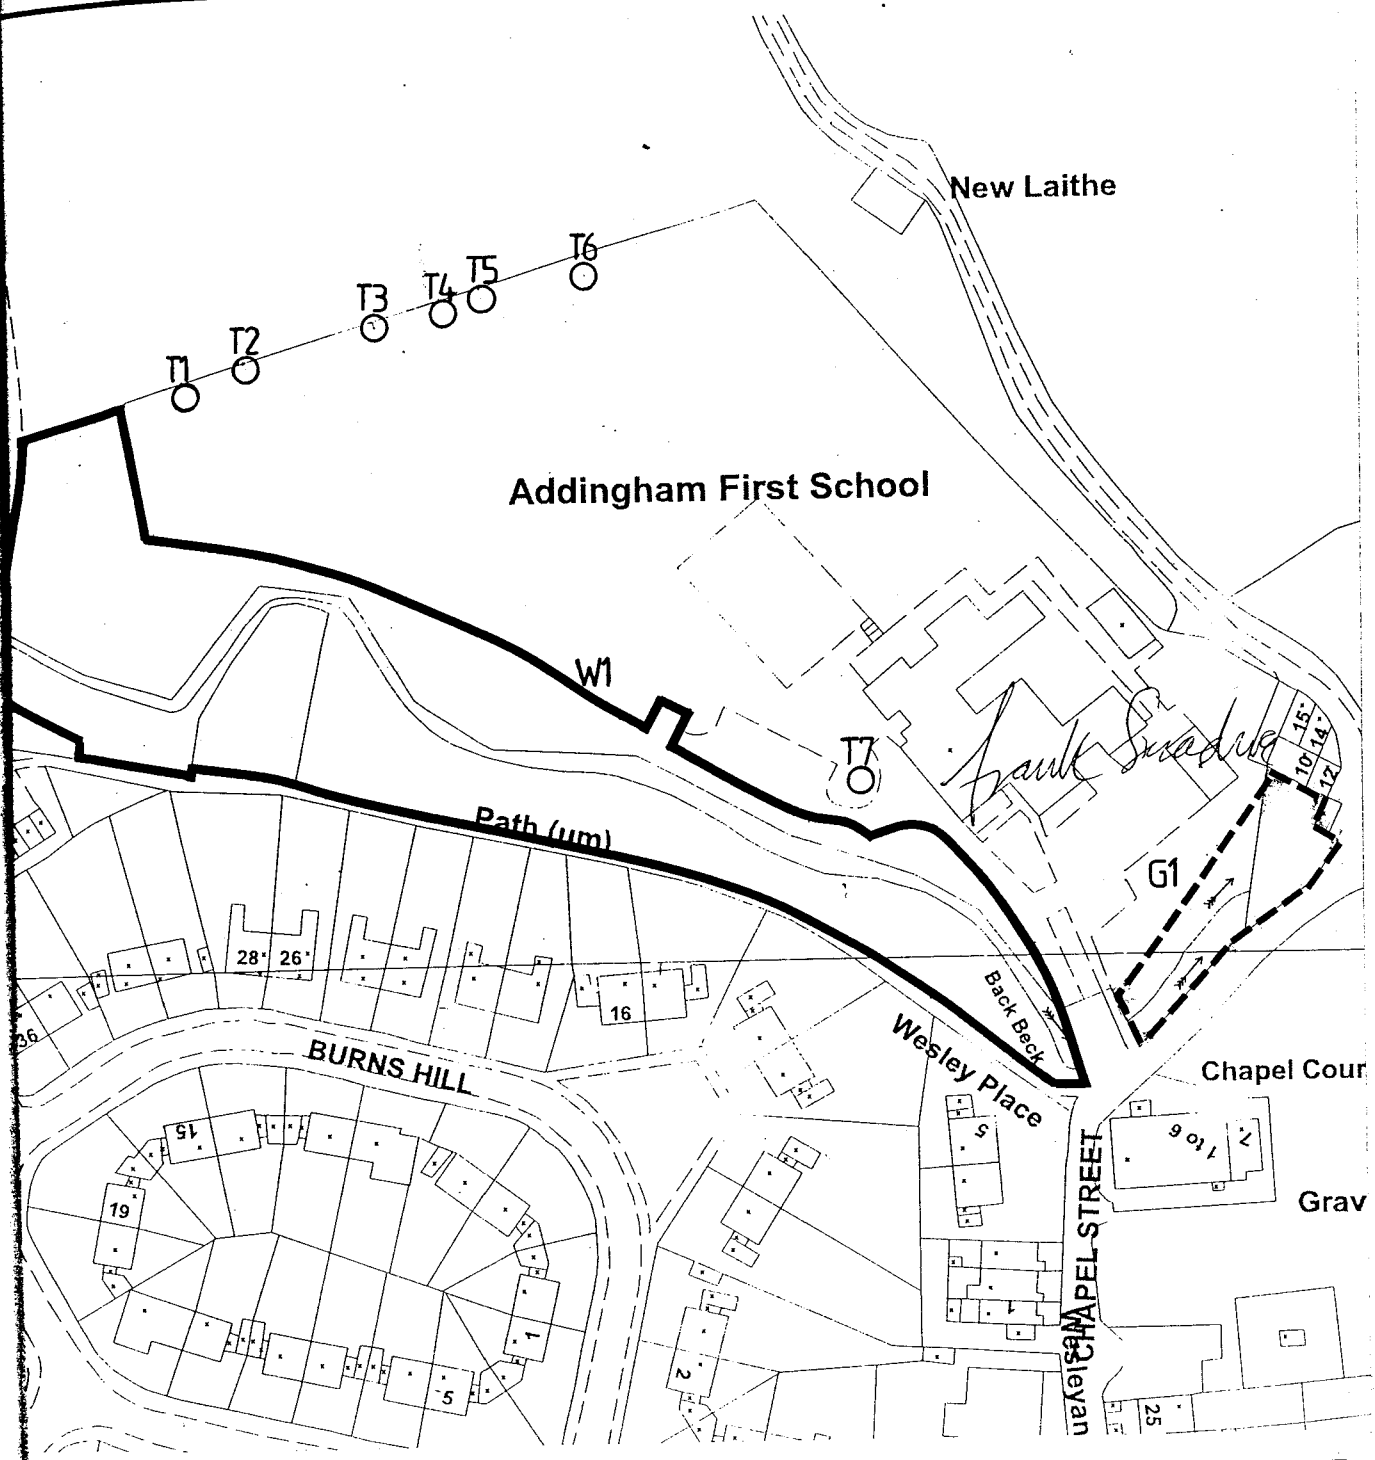 New Laithe
T6
T5
T4
T3
T2
T1
Addingham First School
W1
T7
15
14
10
12
G1
Path (um)
28
26
16
36
Back Beck
Wesley Place
BURNS HILL
Chapel Cour
15
19
5
1 to 6
7
Grav
CHAPEL STREET
Wesleyan
1
1
2
5
25